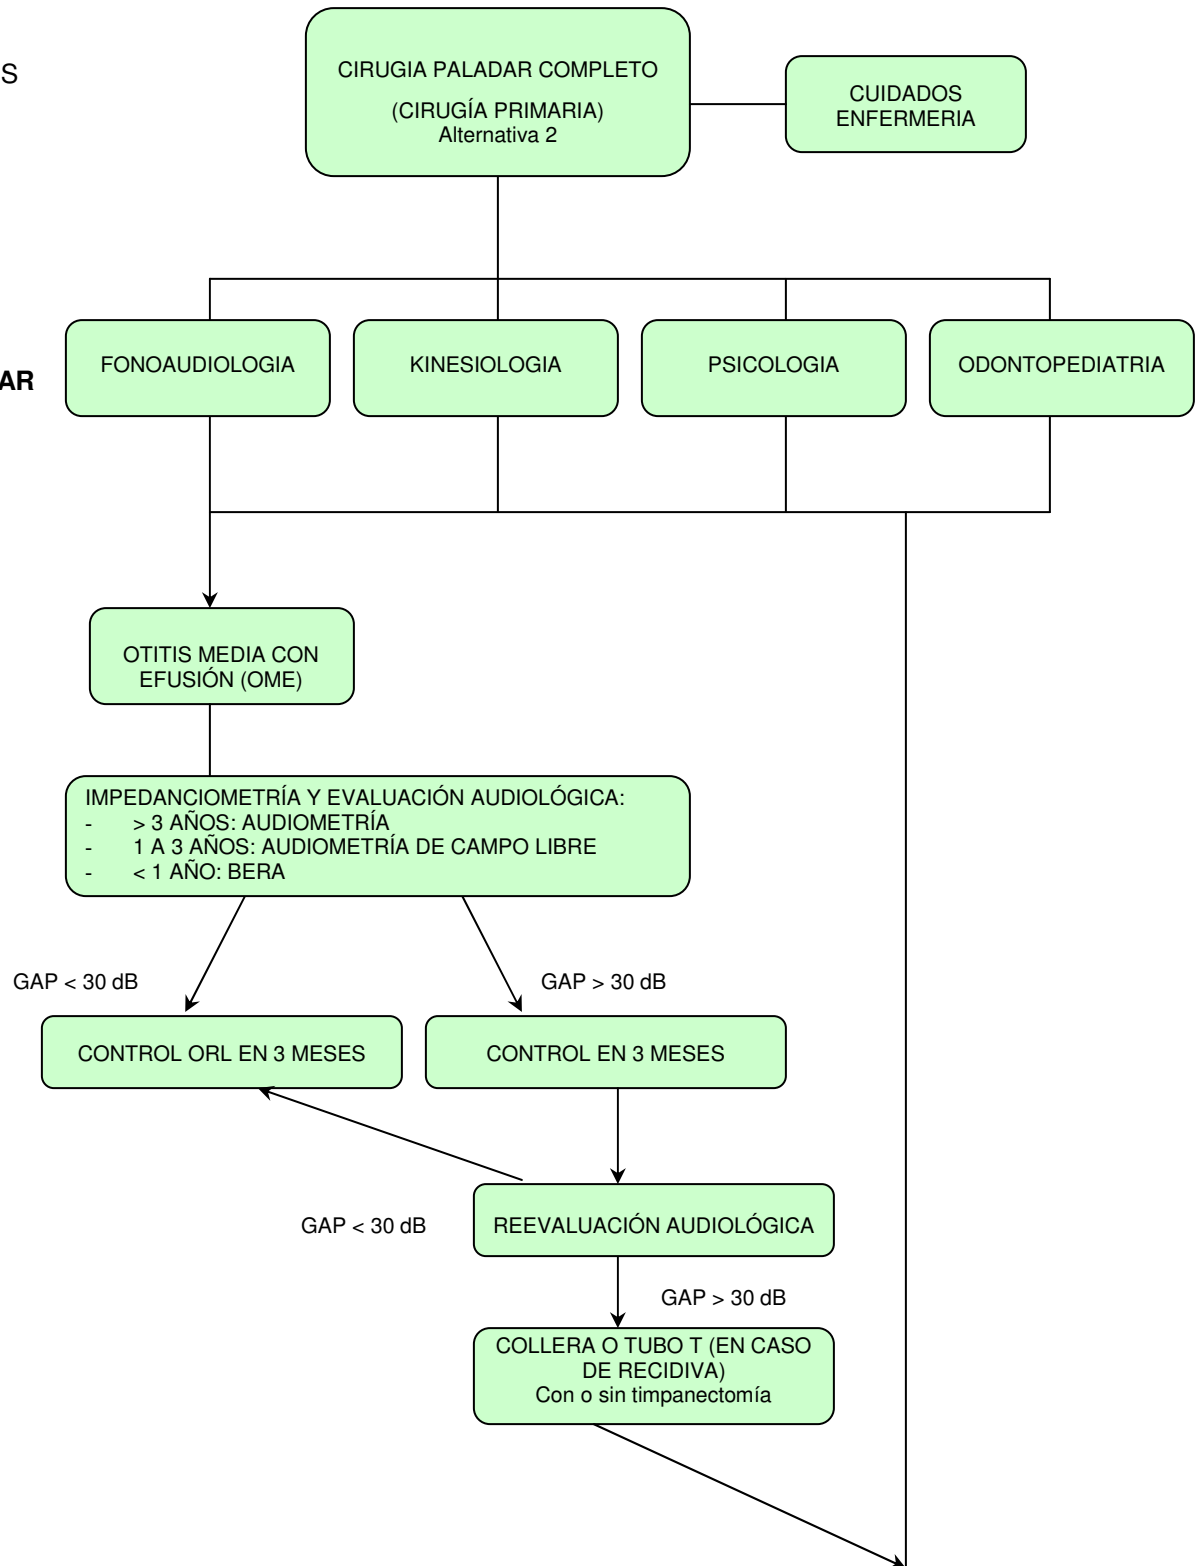 S
CIRUGIA PALADAR COMPLETO
(CIRUGÍA PRIMARIA)
Alternativa 2
CUIDADOS
ENFERMERIA
AR
FONOAUDIOLOGIA
KINESIOLOGIA
PSICOLOGIA
ODONTOPEDIATRIA
OTITIS MEDIA CON
EFUSIÓN (OME)
IMPEDANCIOMETRÍA Y EVALUACIÓN AUDIOLÓGICA:
- > 3 AÑOS: AUDIOMETRÍA
- 1 A 3 AÑOS: AUDIOMETRÍA DE CAMPO LIBRE
- < 1 AÑO: BERA
GAP < 30 dB
GAP > 30 dB
CONTROL ORL EN 3 MESES
CONTROL EN 3 MESES
GAP < 30 dB
REEVALUACIÓN AUDIOLÓGICA
GAP > 30 dB
COLLERA O TUBO T (EN CASO
DE RECIDIVA)
Con o sin timpanectomía